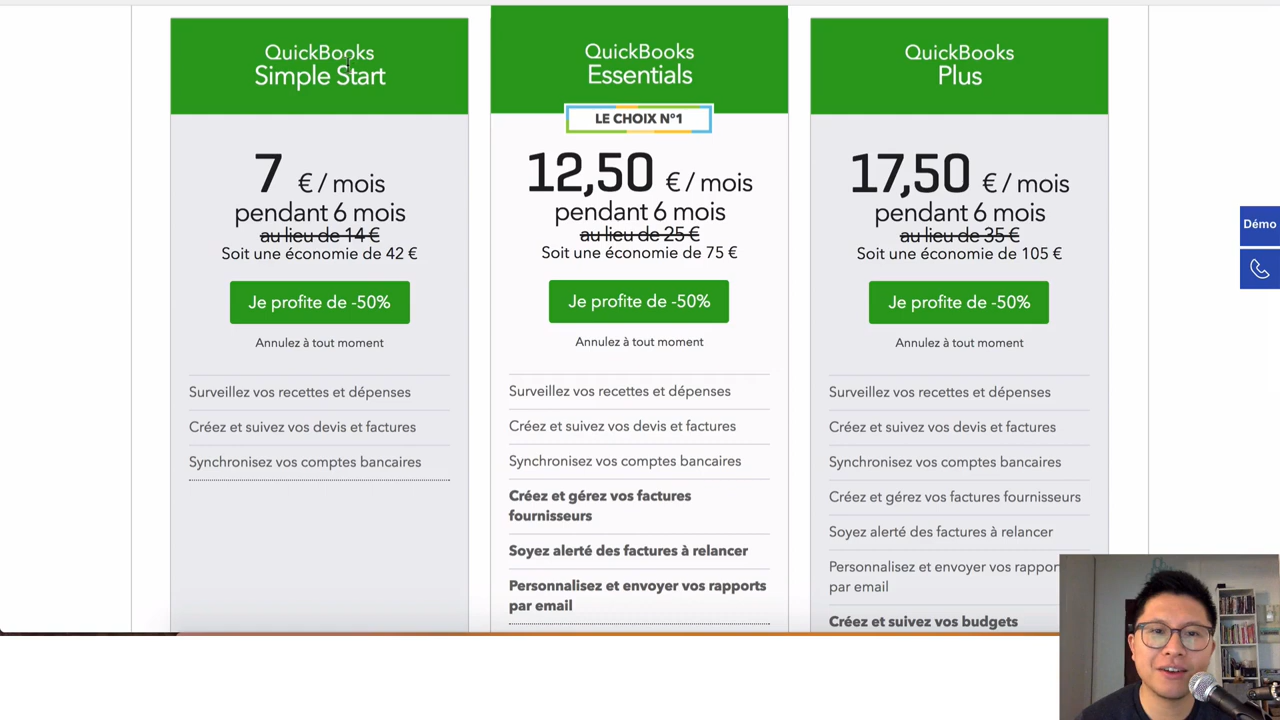 QuickBooks
Simple Start
7 € / mois
pendant 6 mois
au lieu de 14 €
Soit une économie de 42 €
Je profite de -50%
Annulez à tout moment
Surveillez vos recettes et dépenses
Créez et suivez vos devis et factures
Synchronisez vos comptes bancaires
QuickBooks
Essentials
LE CHOIX N°1
12,50 € / mois
pendant 6 mois
au lieu de 25 €
Soit une économie de 75 €
Je profite de -50%
Annulez à tout moment
Surveillez vos recettes et dépenses
Créez et suivez vos devis et factures
Synchronisez vos comptes bancaires
Créez et gérez vos factures
fournisseurs
Soyez alerté des factures à relancer
Personnalisez et envoyer vos rapports
par email
QuickBooks
Plus
17,50 € / mois
pendant 6 mois
au lieu de 35 €
Soit une économie de 105 €
Je profite de -50%
Annulez à tout moment
Surveillez vos recettes et dépenses
Créez et suivez vos devis et factures
Synchronisez vos comptes bancaires
Créez et gérez vos factures fournisseurs
Soyez alerté des factures à relancer
Personnalisez et envoyer vos
par email
Créez et suivez vos budgets
Démo